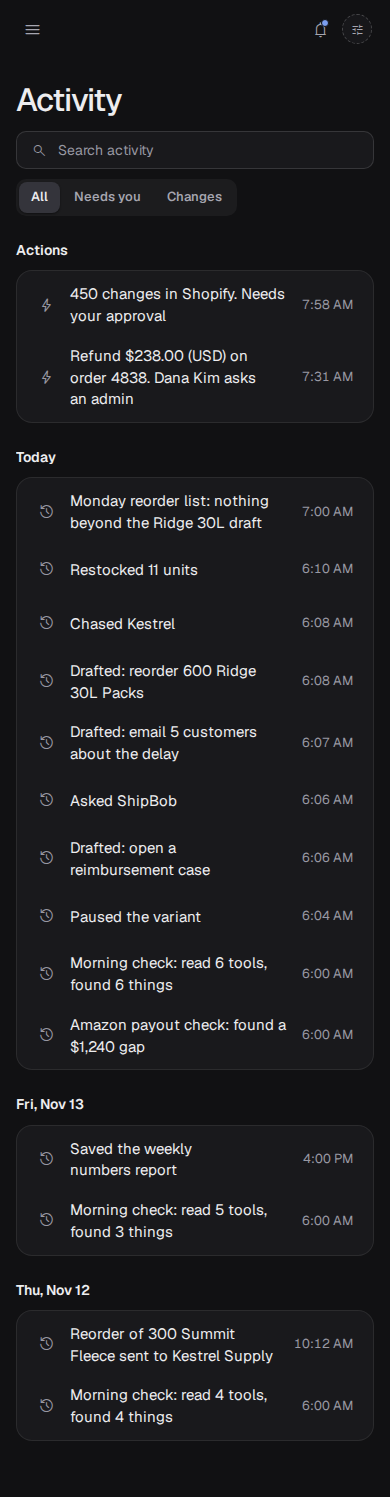 Activity
Search activity
All
Needs you
Changes
Actions
450 changes in Shopify. Needs
your approval
7:58 AM
Refund $238.00 (USD) on
order 4838. Dana Kim asks
an admin
7:31 AM
Today
Monday reorder list: nothing
beyond the Ridge 30L draft
7:00 AM
Restocked 11 units
6:10 AM
Chased Kestrel
6:08 AM
Drafted: reorder 600 Ridge
30L Packs
6:08 AM
Drafted: email 5 customers
about the delay
6:07 AM
Asked ShipBob
6:06 AM
Drafted: open a
reimbursement case
6:06 AM
Paused the variant
6:04 AM
Morning check: read 6 tools,
found 6 things
6:00 AM
Amazon payout check: found a
$1,240 gap
6:00 AM
Fri, Nov 13
Saved the weekly
numbers report
4:00 PM
Morning check: read 5 tools,
found 3 things
6:00 AM
Thu, Nov 12
Reorder of 300 Summit
Fleece sent to Kestrel Supply
10:12 AM
Morning check: read 4 tools,
found 4 things
6:00 AM